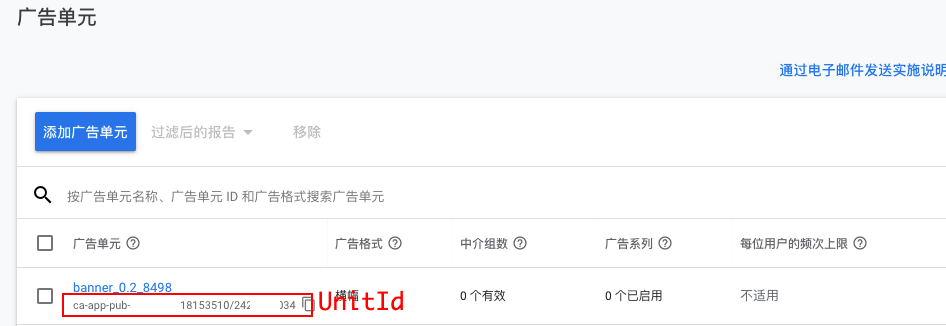 广告单元
通过电子邮件发送实施说明
添加广告单元 过滤后的报告 移除
按广告单元名称、广告单元 ID 和广告格式搜索广告单元
广告单元 广告格式 中介组数 广告系列 每位用户的频次上限
banner_0.2_8498
横幅 0 个有效 0 个已启用 不适用
ca-app-pub- 18153510/242 034 UnitId